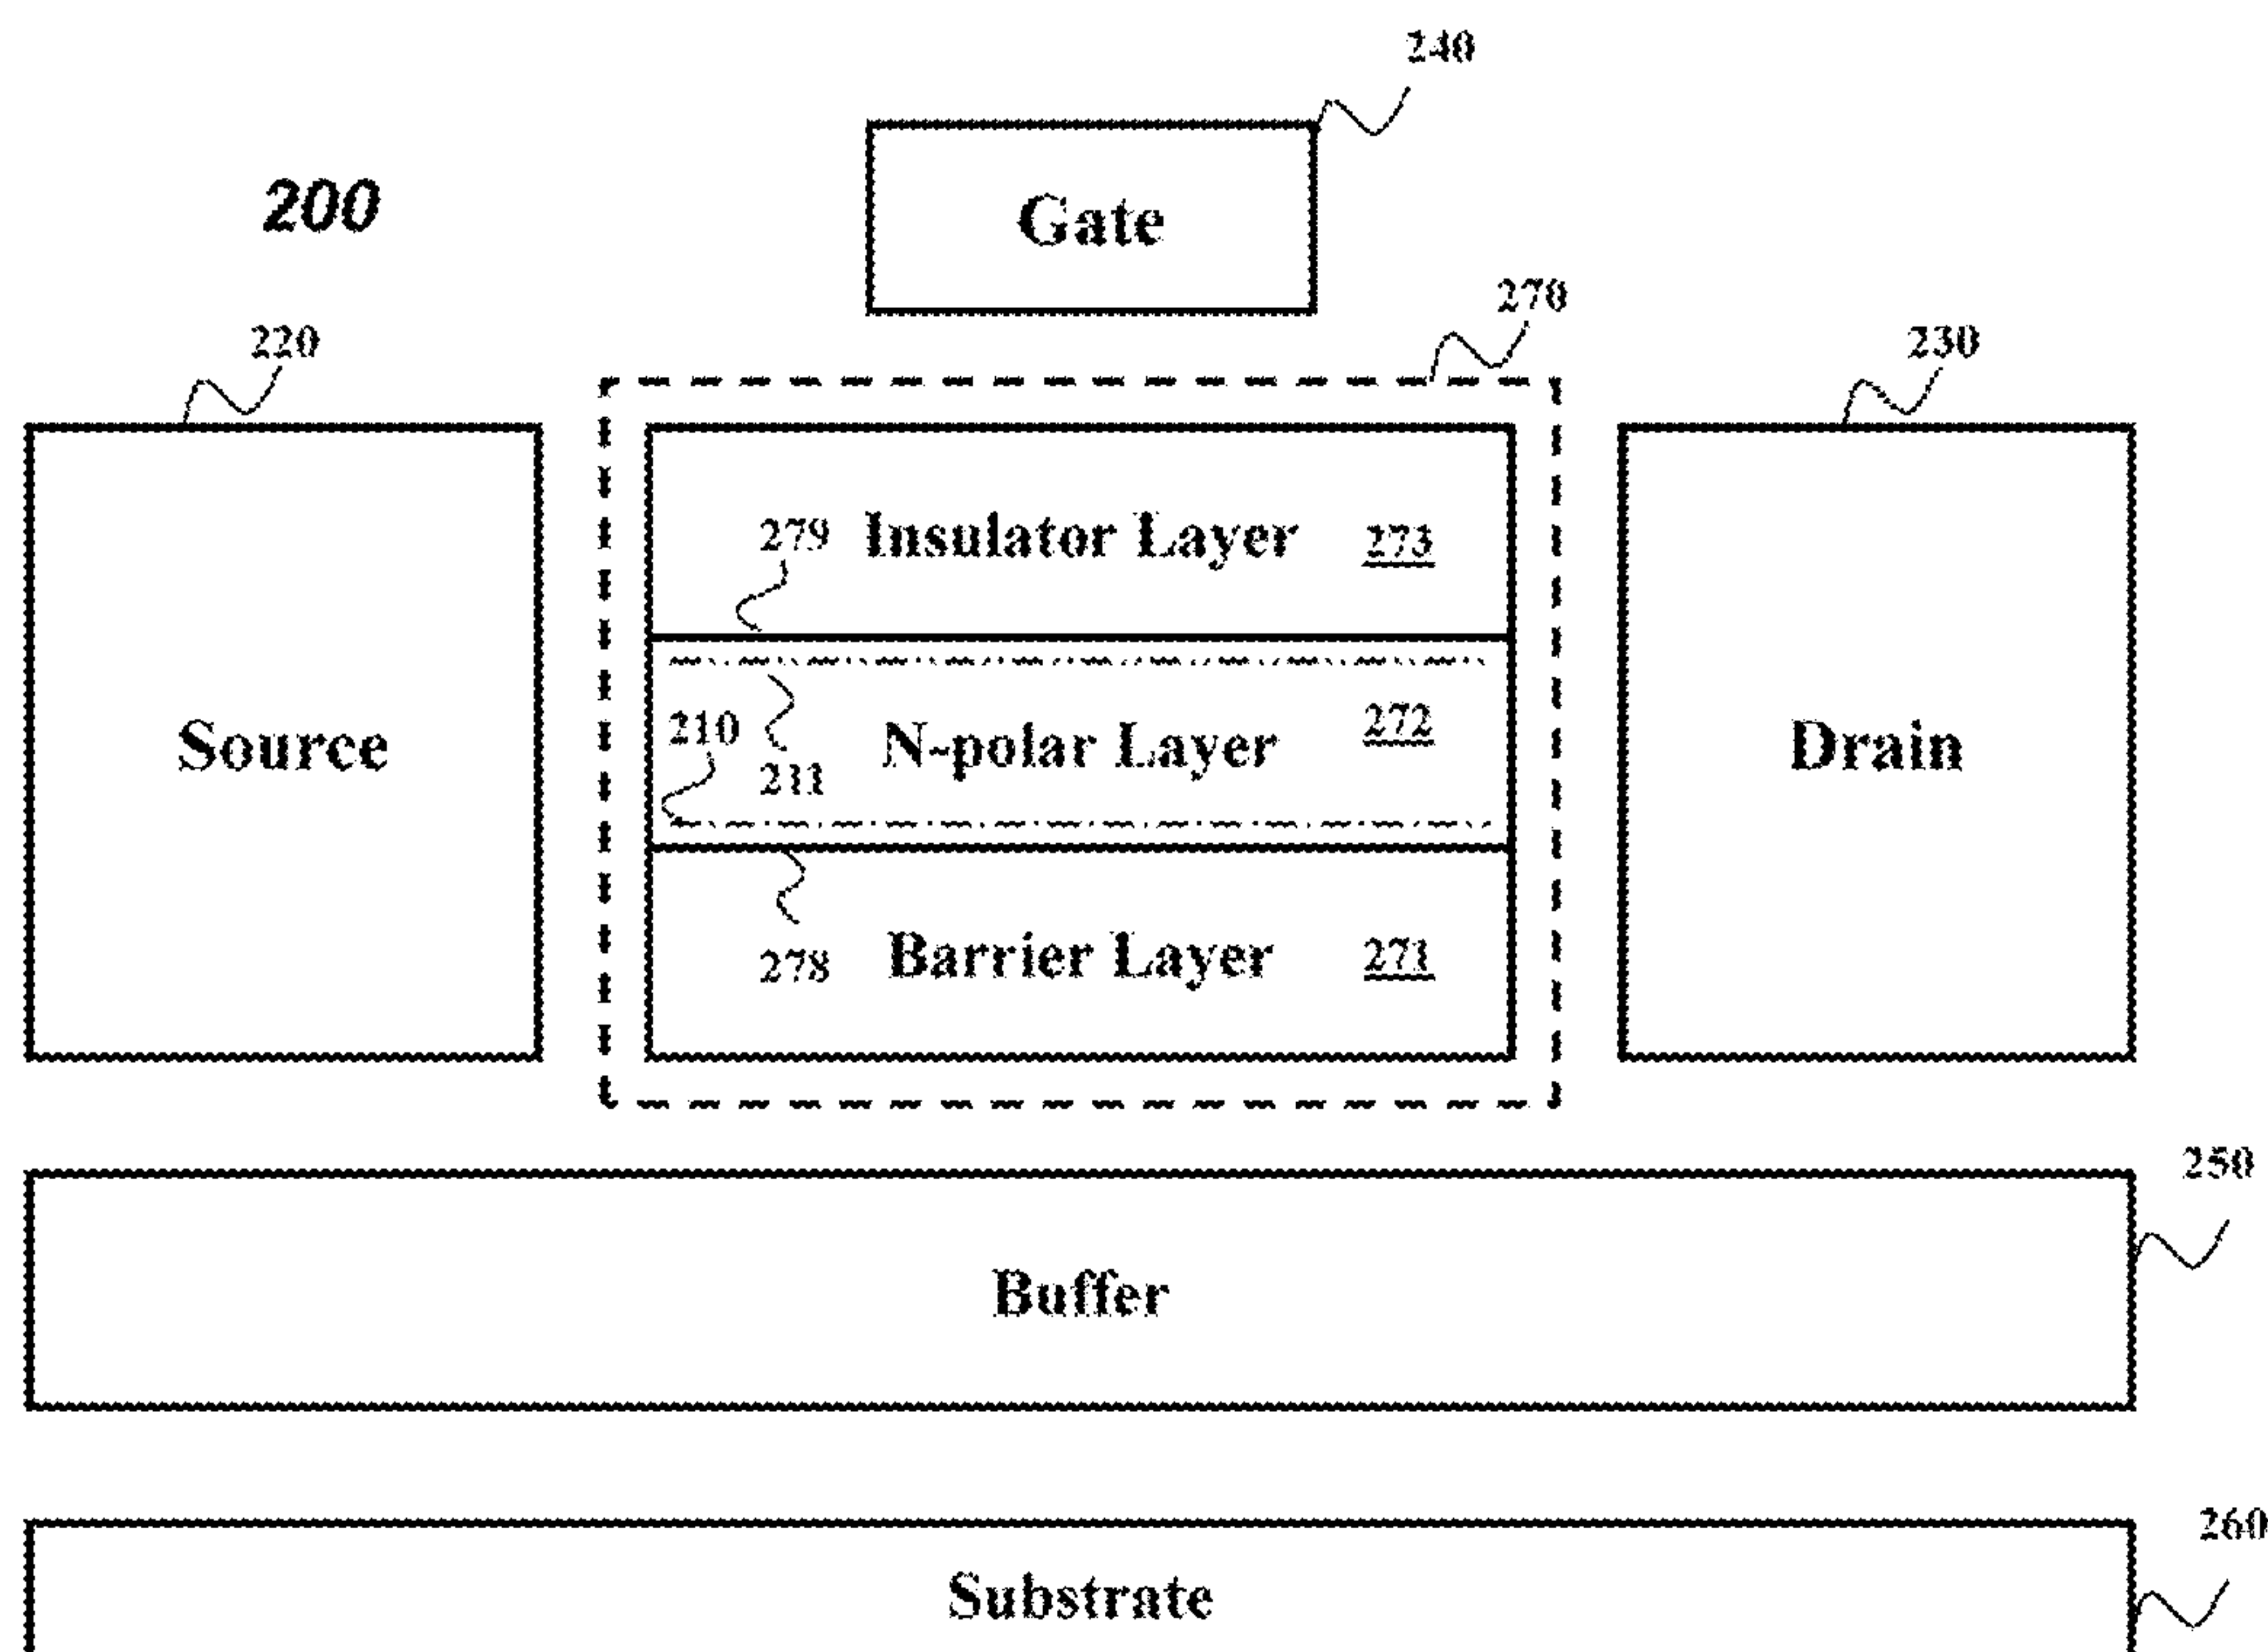 240
200
Gate
270
220
230
279 Insulator Layer 273
210
272
Source
N-polar Layer
Drain
211
278 Barrier Layer 271
250
Buffer
260
Substrate